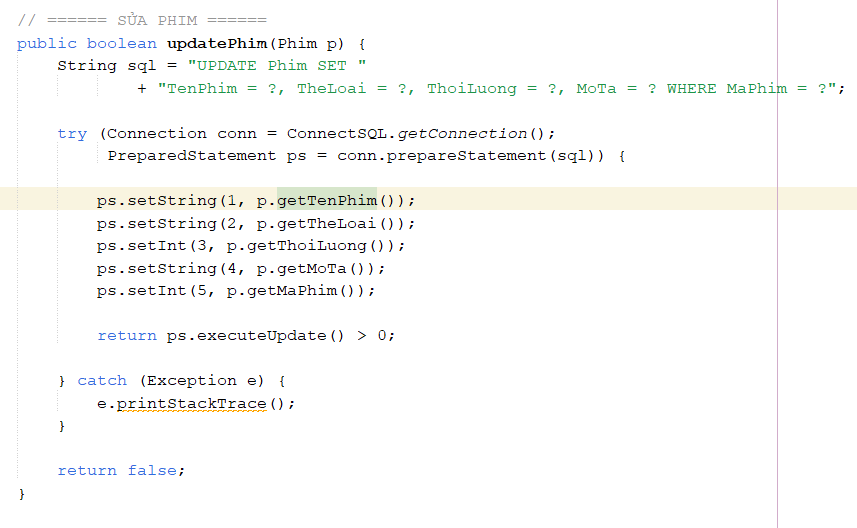 // ====== SỬA PHIM ======
public boolean updatePhim(Phim p) {
    String sql = "UPDATE Phim SET "
            + "TenPhim = ?, TheLoai = ?, ThoiLuong = ?, MoTa = ? WHERE MaPhim = ?";
    try (Connection conn = ConnectSQL.getConnection();
         PreparedStatement ps = conn.prepareStatement(sql)) {
        ps.setString(1, p.getTenPhim());
        ps.setString(2, p.getTheLoai());
        ps.setInt(3, p.getThoiLuong());
        ps.setString(4, p.getMoTa());
        ps.setInt(5, p.getMaPhim());
        return ps.executeUpdate() > 0;
    } catch (Exception e) {
        e.printStackTrace();
    }
    return false;
}